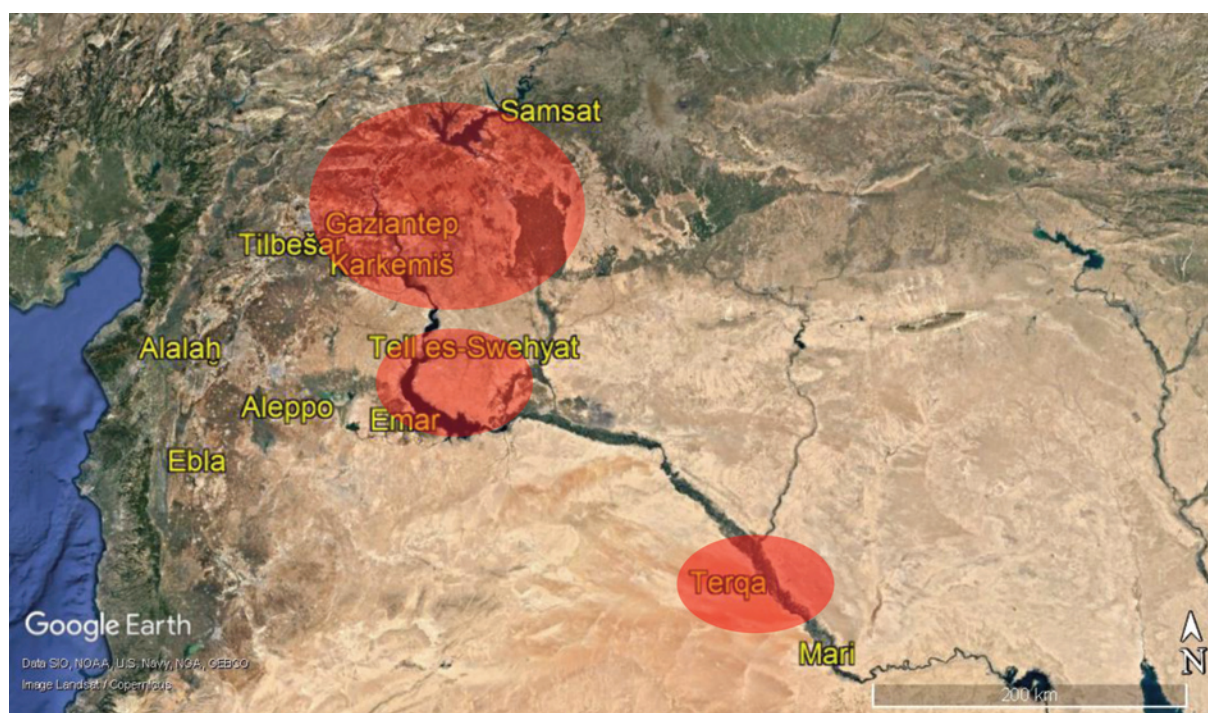 Samsat
Gaziantep
Tilbešar
Karkemiš
Tell es-Swehyat
Alalaḫ
Aleppo
Emar
Ebla
Terqa
Google Earth
Mari
Data SIO, NOAA, U.S. Navy, NGA, GEBCO
Image Landsat / Copernicus
N
200 km